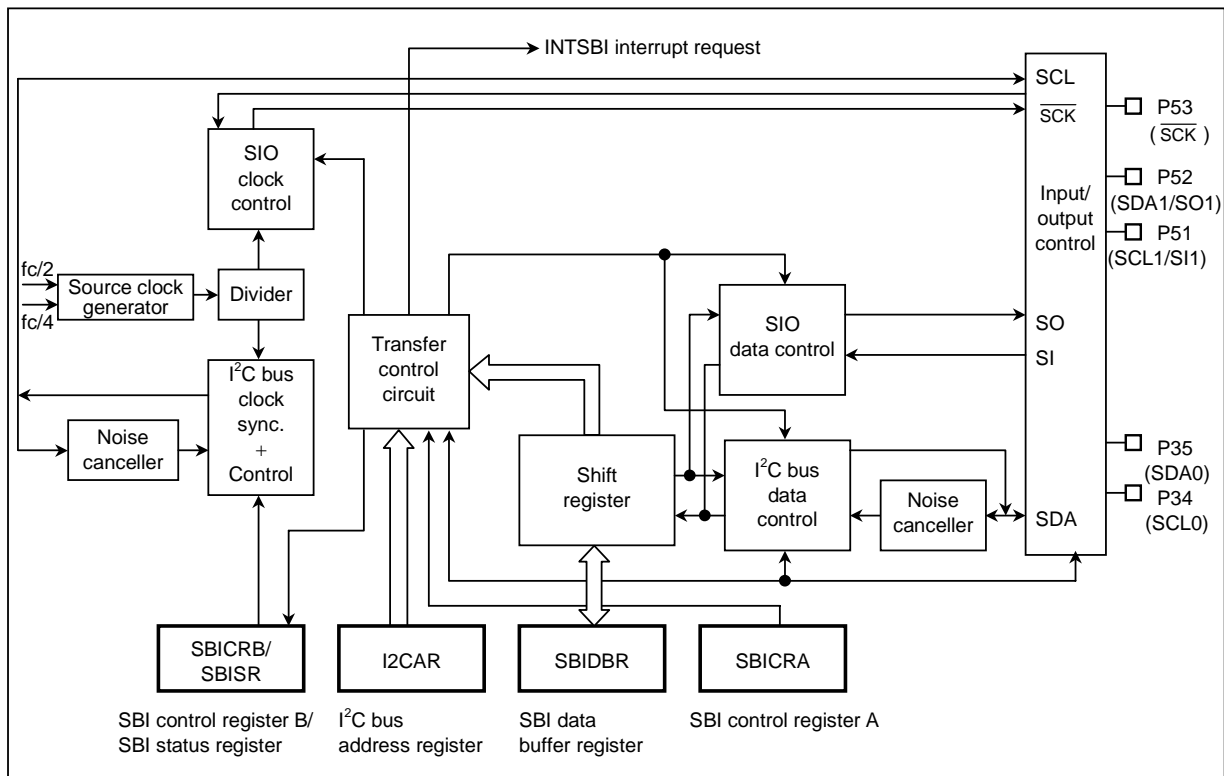 INTSBI interrupt request
SCL
SCK
P53
(SCK)
SIO
clock
control
P52
(SDA1/SO1)
Input/
output
control
P51
(SCL1/SI1)
fc/2
fc/4
Source clock
generator
Divider
Transfer
control
circuit
SIO
data control
SO
SI
I²C bus
clock
sync.
+
Control
Noise
canceller
Shift
register
I²C bus
data
control
Noise
canceller
SDA
P35
(SDA0)
P34
(SCL0)
SBICRB/
SBISR
I2CAR
SBIDBR
SBICRA
SBI control register B/
SBI status register
I²C bus
address register
SBI data
buffer register
SBI control register A